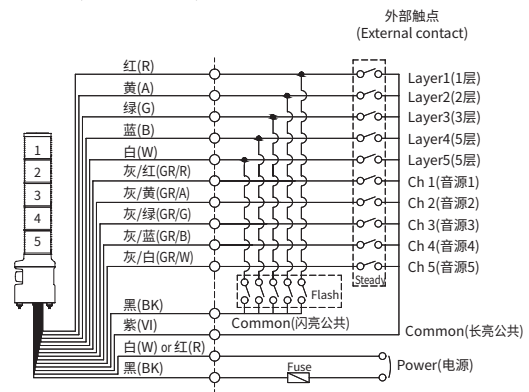 外部触点
(External contact)
红(R)
Layer1(1层)
黄(A)
Layer2(2层)
绿(G)
Layer3(3层)
蓝(B)
Layer4(5层)
白(W)
Layer5(5层)
灰/红(GR/R)
Ch 1(音源1)
灰/黄(GR/A)
Ch 2(音源2)
灰/绿(GR/G)
Ch 3(音源3)
灰/蓝(GR/B)
Ch 4(音源4)
灰/白(GR/W)
Ch 5(音源5)
1
2
3
4
5
Steady
Flash
黑(BK)
Common(闪亮公共)
紫(VI)
Common(长亮公共)
白(W) or 红(R)
Power(电源)
黑(BK)
Fuse